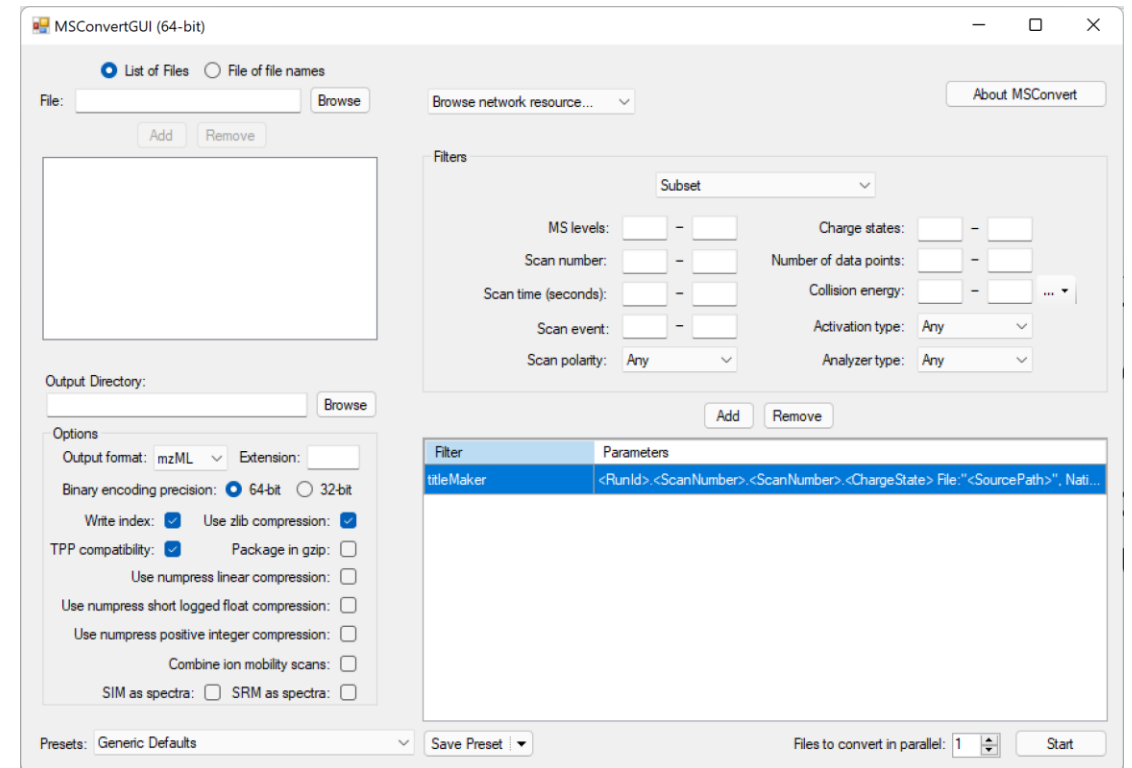 MSConvertGUI (64-bit)
List of Files File of file names
File: Browse
Browse network resource...
About MSConvert
Add Remove
Filters
Subset
MS levels: –
Charge states: –
Scan number: –
Number of data points: –
Scan time (seconds): –
Collision energy: – ...
Scan event: –
Activation type: Any
Scan polarity: Any
Analyzer type: Any
Output Directory:
Browse
Add Remove
Options
Output format: mzML Extension:
Binary encoding precision: 64-bit 32-bit
Write index: Use zlib compression:
TPP compatibility: Package in gzip:
Use numpress linear compression:
Use numpress short logged float compression:
Use numpress positive integer compression:
Combine ion mobility scans:
SIM as spectra: SRM as spectra:
Filter Parameters
titleMaker <RunId>.<ScanNumber>.<ScanNumber>.<ChargeState> File:"<SourcePath>", Nati...
Presets: Generic Defaults
Save Preset
Files to convert in parallel: 1
Start